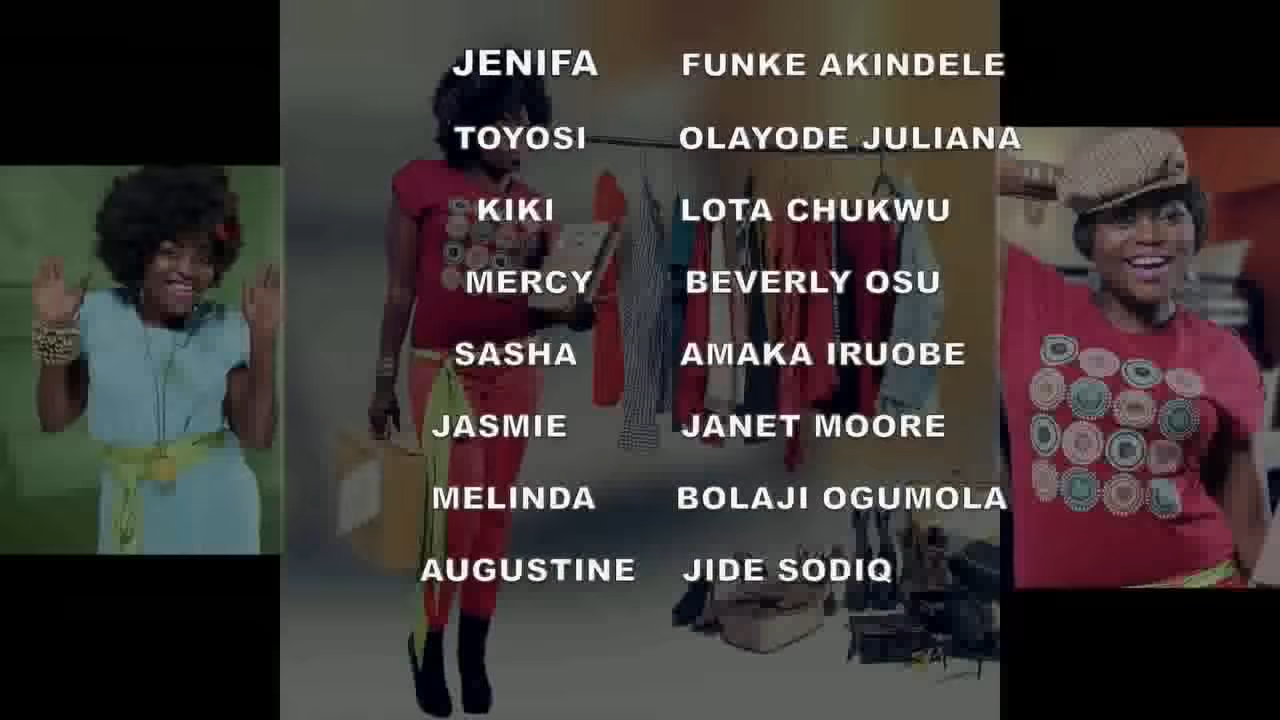 JENIFA FUNKE AKINDELE
TOYOSI OLAYODE JULIANA
KIKI LOTA CHUKWU
MERCY BEVERLY OSU
SASHA AMAKA IRUOBE
JASMIE JANET MOORE
MELINDA BOLAJI OGUMOLA
AUGUSTINE JIDE SODIQ